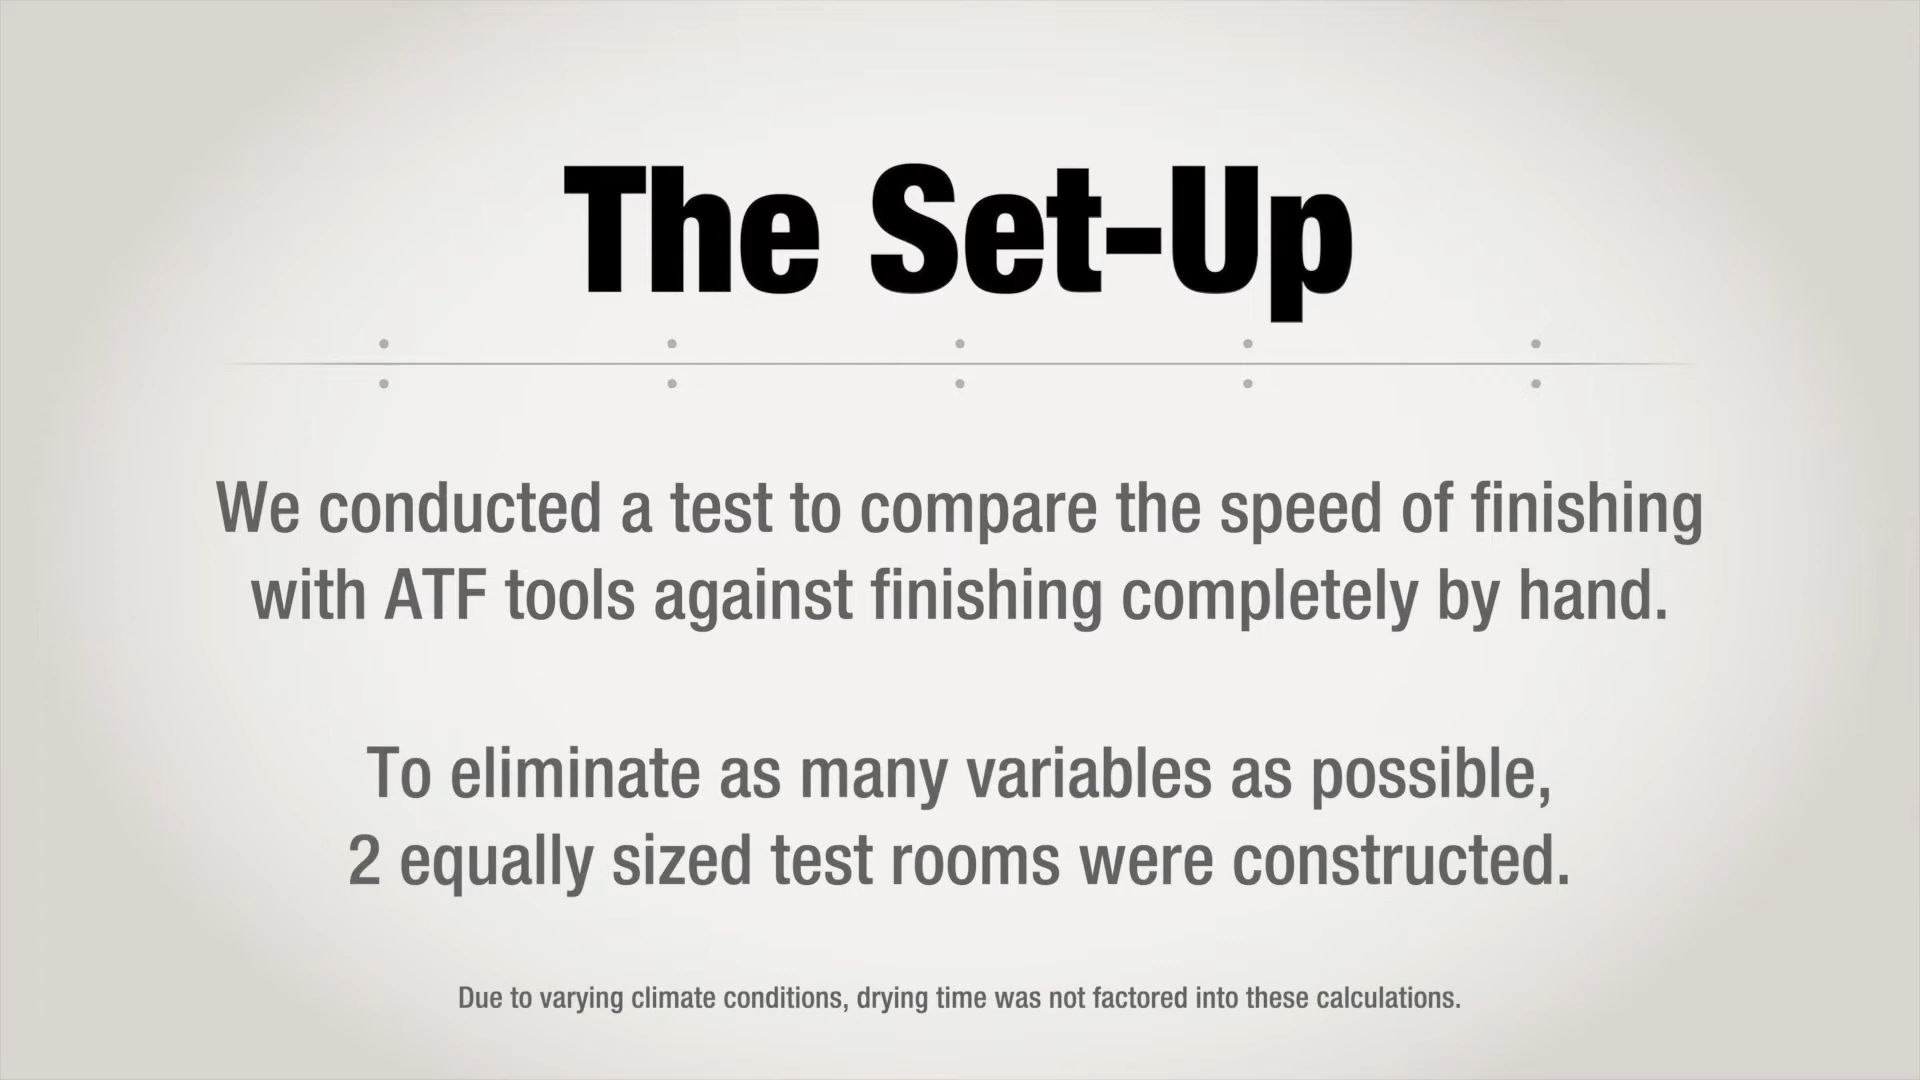 The Set-Up
We conducted a test to compare the speed of finishing
with ATF tools against finishing completely by hand.
To eliminate as many variables as possible,
2 equally sized test rooms were constructed.
Due to varying climate conditions, drying time was not factored into these calculations.